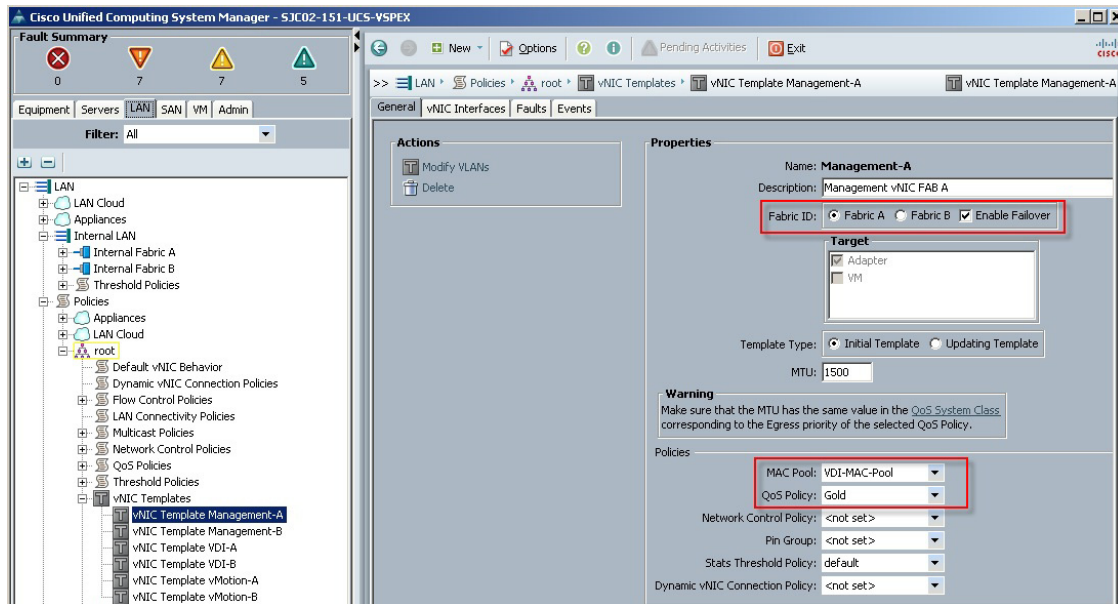 Cisco Unified Computing System Manager - SJC02-151-UCS-VSPEX
Fault Summary
0 7 7 5
Equipment Servers LAN SAN VM Admin
Filter: All
LAN
LAN Cloud
Appliances
Internal LAN
Internal Fabric A
Internal Fabric B
Threshold Policies
Policies
Appliances
LAN Cloud
root
Default vNIC Behavior
Dynamic vNIC Connection Policies
Flow Control Policies
LAN Connectivity Policies
Multicast Policies
Network Control Policies
QoS Policies
Threshold Policies
vNIC Templates
vNIC Template Management-A
vNIC Template Management-B
vNIC Template VDI-A
vNIC Template VDI-B
vNIC Template vMotion-A
vNIC Template vMotion-B
New Options Pending Activities Exit
CISCO
>> LAN Policies root vNIC Templates vNIC Template Management-A vNIC Template Management-A
General vNIC Interfaces Faults Events
Actions
Modify VLANs
Delete
Properties
Name: Management-A
Description: Management vNIC FAB A
Fabric ID: Fabric A Fabric B Enable Failover
Target
Adapter
VM
Template Type: Initial Template Updating Template
MTU: 1500
Warning
Make sure that the MTU has the same value in the QoS System Class
corresponding to the Egress priority of the selected QoS Policy.
Policies
MAC Pool: VDI-MAC-Pool
QoS Policy: Gold
Network Control Policy: <not set>
Pin Group: <not set>
Stats Threshold Policy: default
Dynamic vNIC Connection Policy: <not set>